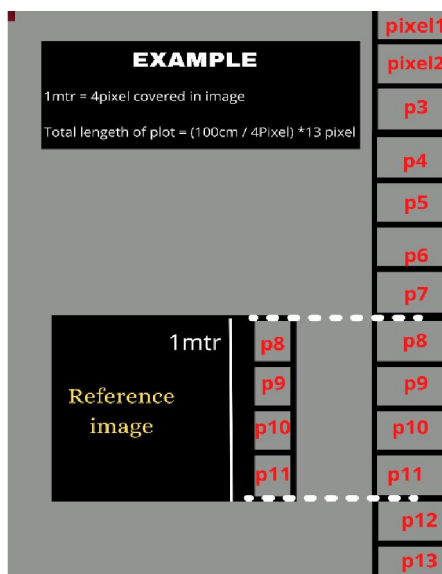 EXAMPLE
1mtr = 4pixel covered in image
Total lengeth of plot = (100cm / 4Pixel) *13 pixel
pixel1
pixel2
p3
p4
p5
p6
p7
1mtr
Reference
image
p8
p9
p10
p11
p8
p9
p10
p11
p12
p13